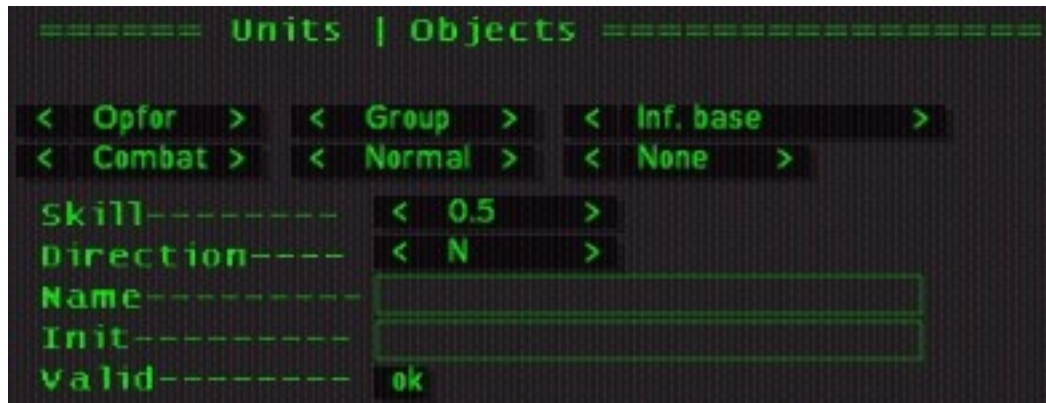 ====== Units | Objects ================
< Opfor > < Group > < Inf. base >
< Combat > < Normal > < None >
Skill-------- < 0.5 >
Direction---- < N >
Name---------
Init---------
Valid-------- ok